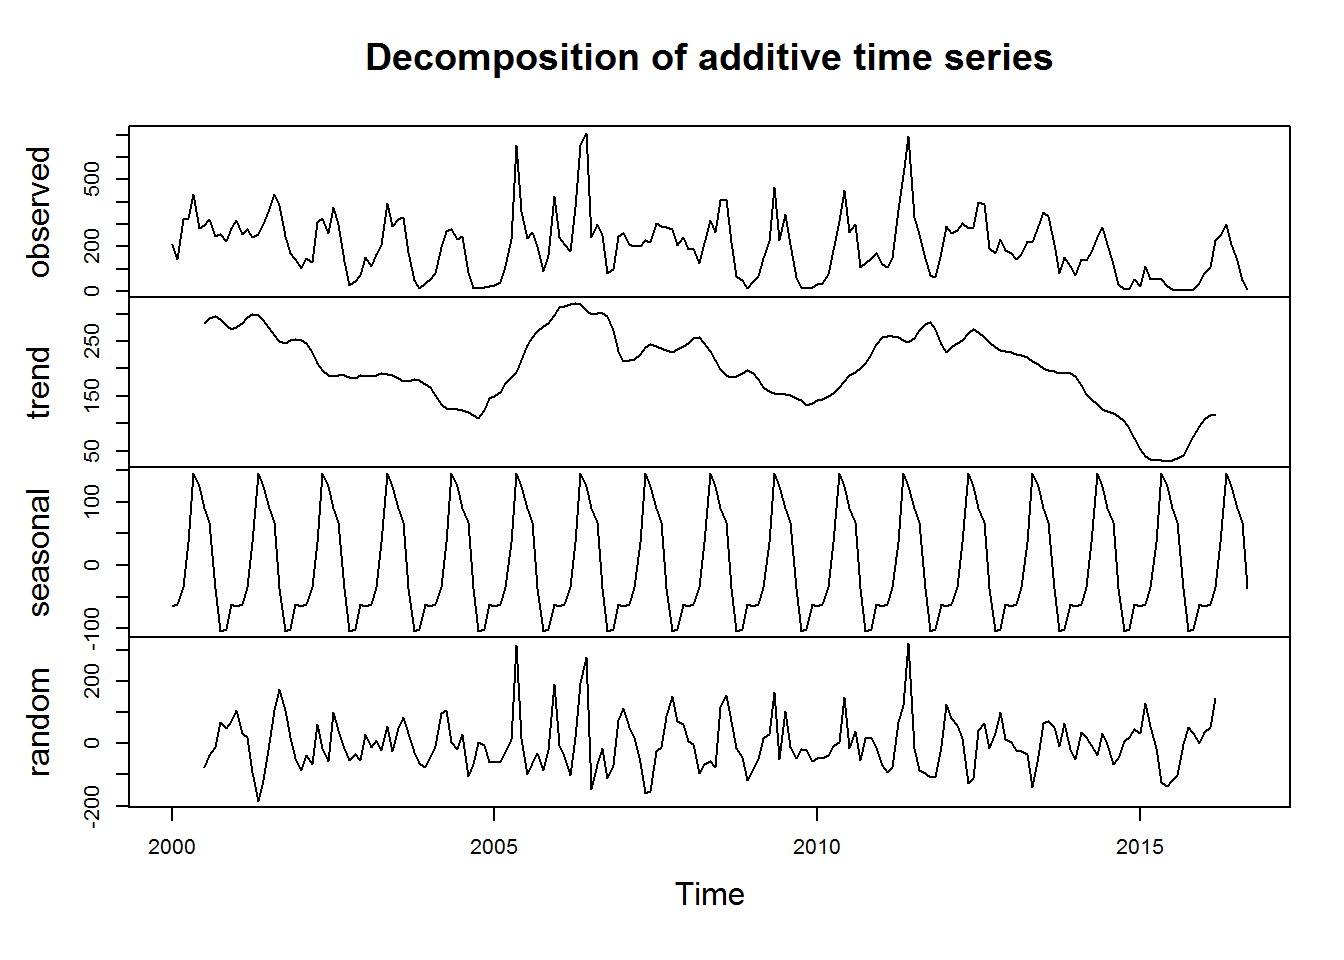 Decomposition of additive time series
observed
0 200 500
trend
50 150 250
seasonal
-100 0 100
random
-200 0 200
2000 2005 2010 2015
Time